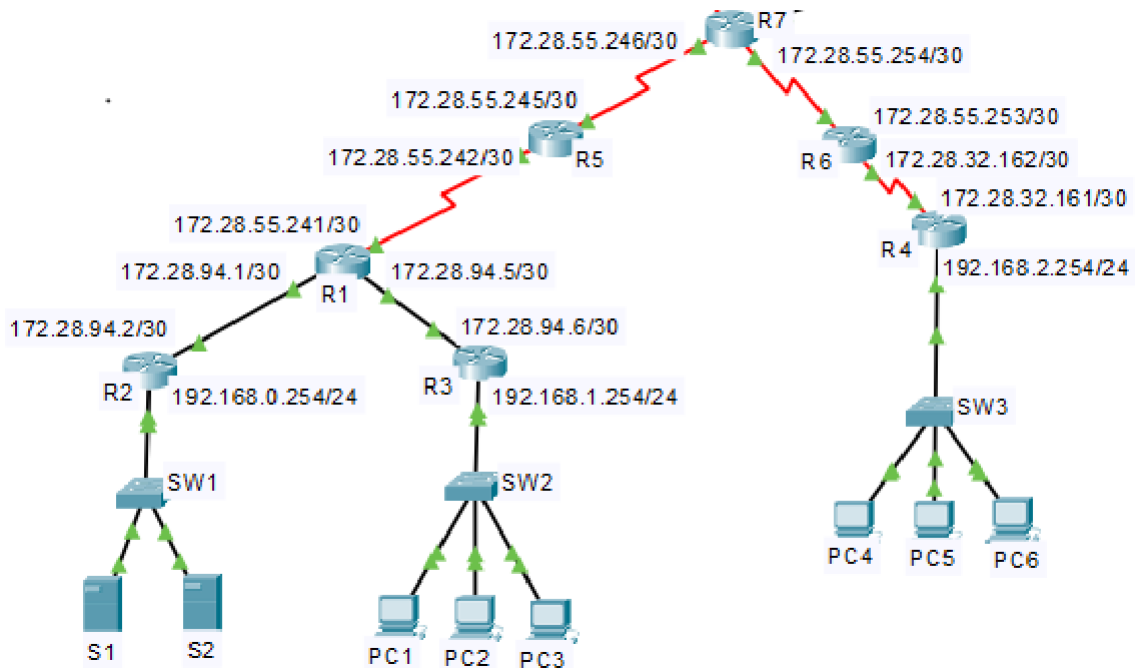 R7
172.28.55.246/30
172.28.55.254/30
172.28.55.245/30
172.28.55.253/30
R5
R6
172.28.55.242/30
172.28.32.162/30
172.28.32.161/30
172.28.55.241/30
R4
172.28.94.1/30
172.28.94.5/30
192.168.2.254/24
R1
172.28.94.2/30
172.28.94.6/30
R2
192.168.0.254/24
R3
192.168.1.254/24
SW3
SW1
SW2
PC4
PC5
PC6
S1
S2
PC1
PC2
PC3